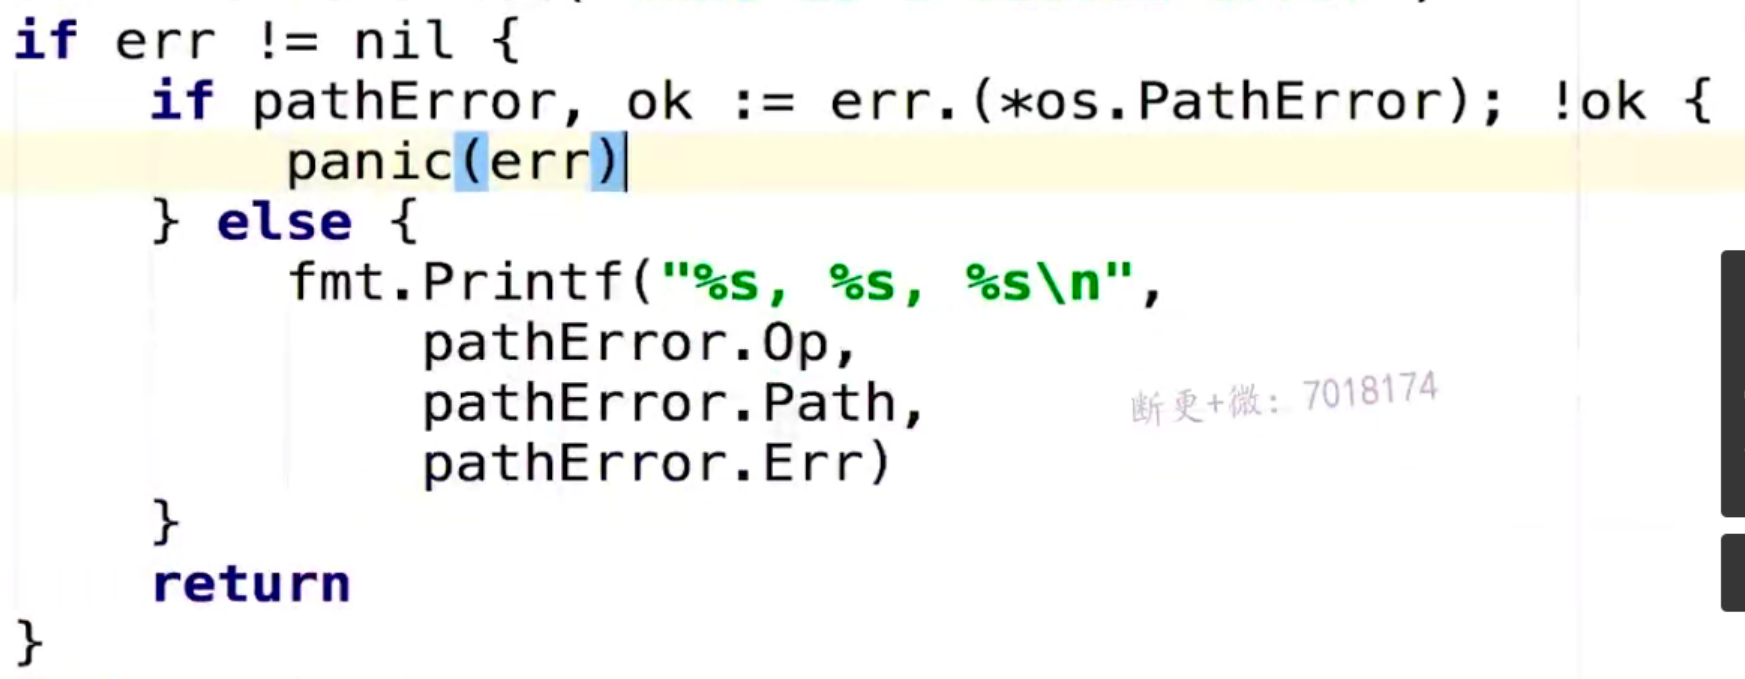 if err != nil {
if pathError, ok := err.(*os.PathError); !ok {
panic(err)
} else {
fmt.Printf("%s, %s, %s\n",
pathError.Op,
pathError.Path,
断更+微: 7018174
pathError.Err)
}
return
}